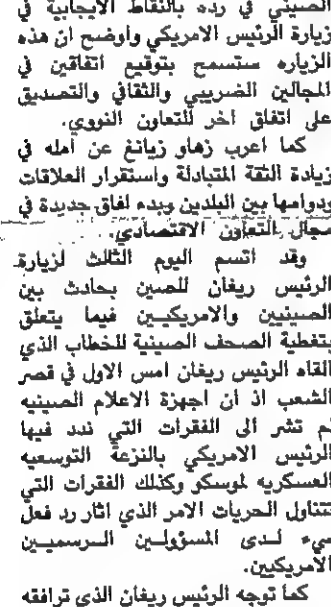 الصيني في رده بالنقاط الايجابية في
زيارة الرئيس الامريكي واوضح ان هذه
الزياره ستسمح بتوقيع اتفاقين في
المجالين الضريبي والثقافي والتصديق
على اتفاق اخر للتعاون النووي.
كما اعرب زهاو زيانغ عن امله في
زيادة الثقة المتبادلة واستقرار العلاقات
ودوامها بين البلدين وبدء افاق جديدة في
مجال التعاون الاقتصادي.
وقد اتسم اليوم الثالث لزيارة
الرئيس ريغان للصين بحادث بين
الصينيين والامريكيين فيما يتعلق
بتغطية الصحف الصينية للخطاب الذي
القاه الرئيس ريغان امس الاول في قصر
الشعب اذ ان اجهزة الاعلام الصينيه
لم تشر الى الفقرات التي ندد فيها
الرئيس الامريكي بالنزعة التوسعيه
العسكريه لموسكو وكذلك الفقرات التي
تتناول الحريات الامر الذي اثار رد فعل
سيء لدى المسؤولين الرسميين
الامريكيين.
كما توجه الرئيس ريغان الذي ترافقه